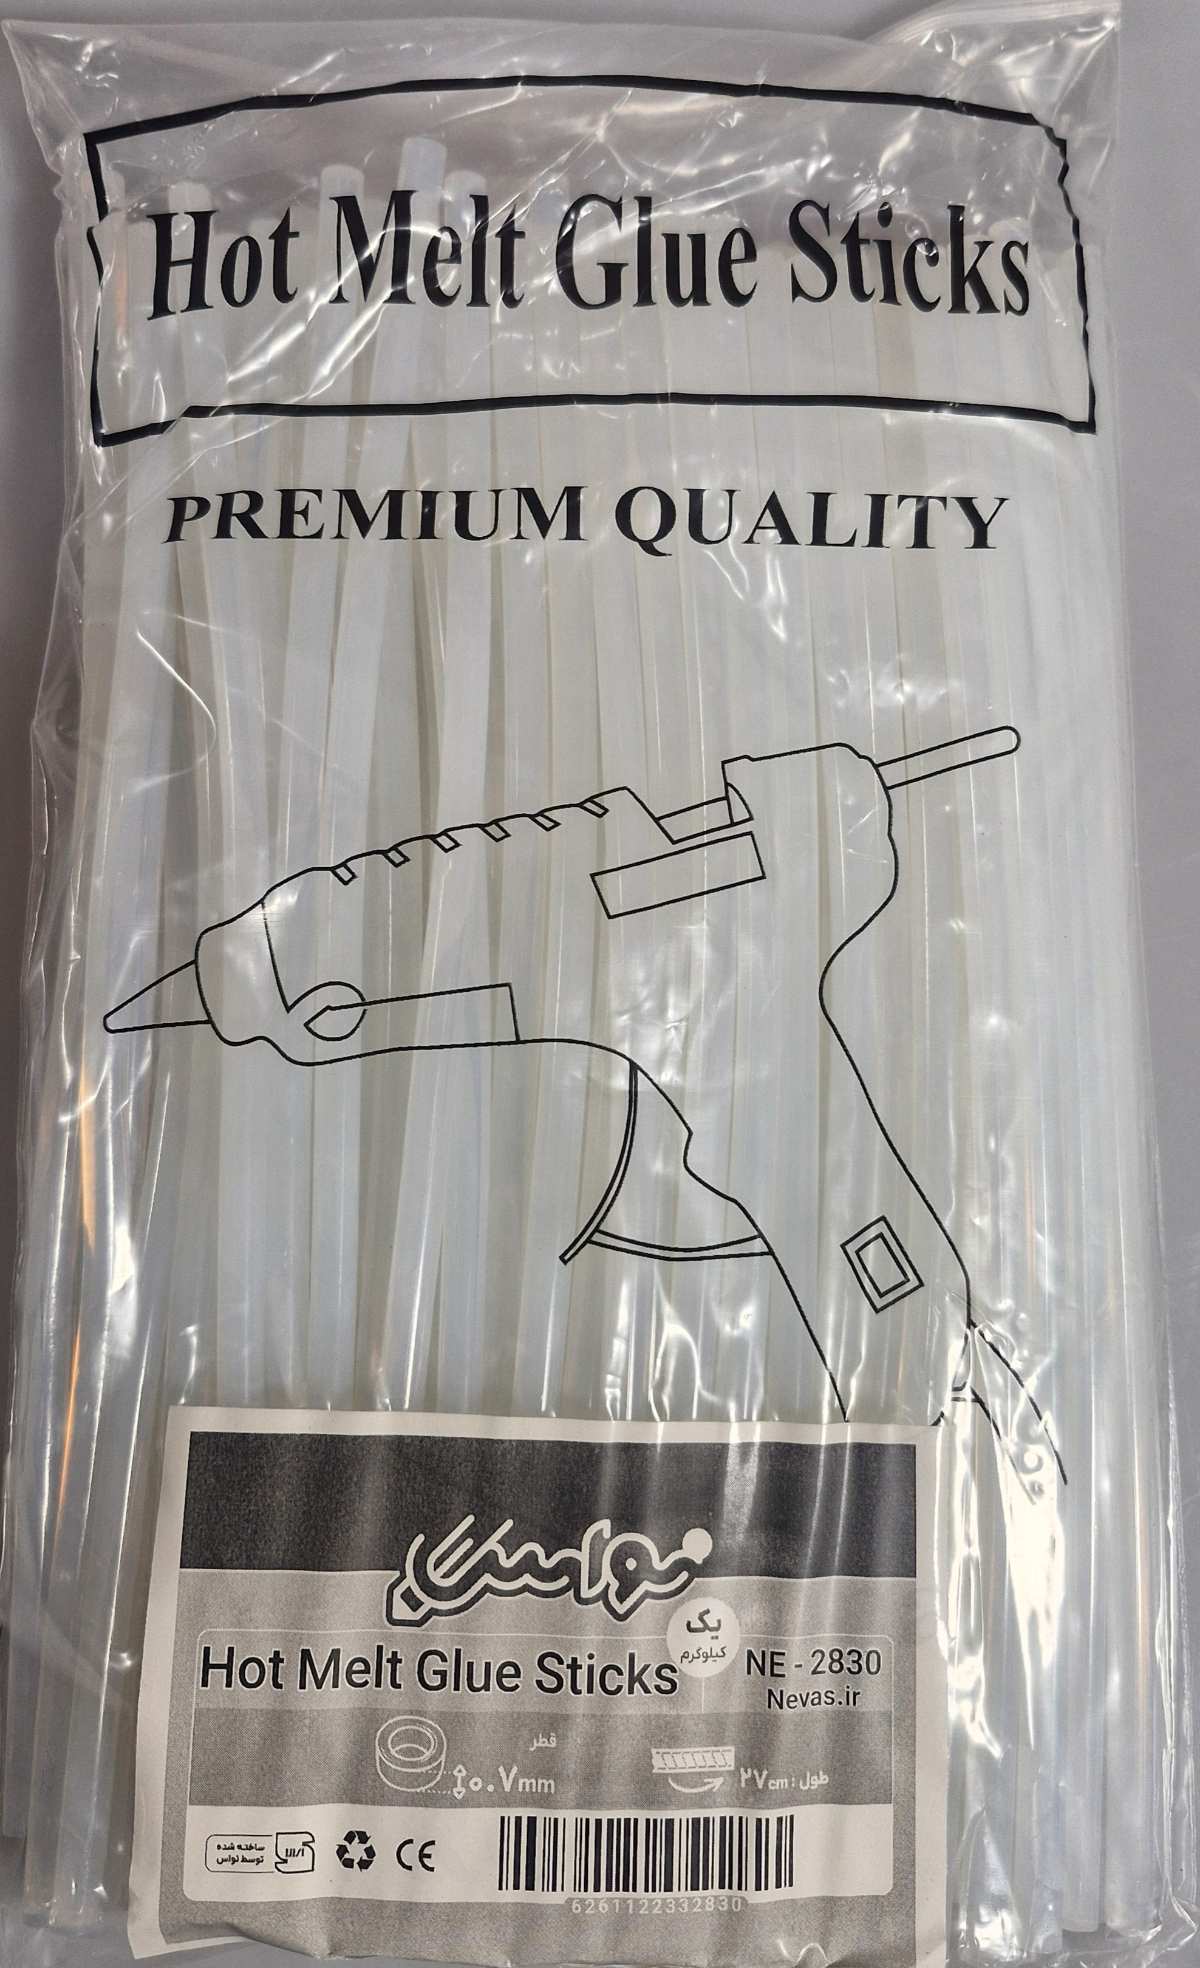 Hot Melt Glue Sticks
PREMIUM QUALITY
نواس
یک
کیلوگرم
Hot Melt Glue Sticks
NE - 2830
Nevas.ir
قطر
۰.۷mm
طول : ۲۷cm
ساخته شده
توسط نواس
CE
6261122332830